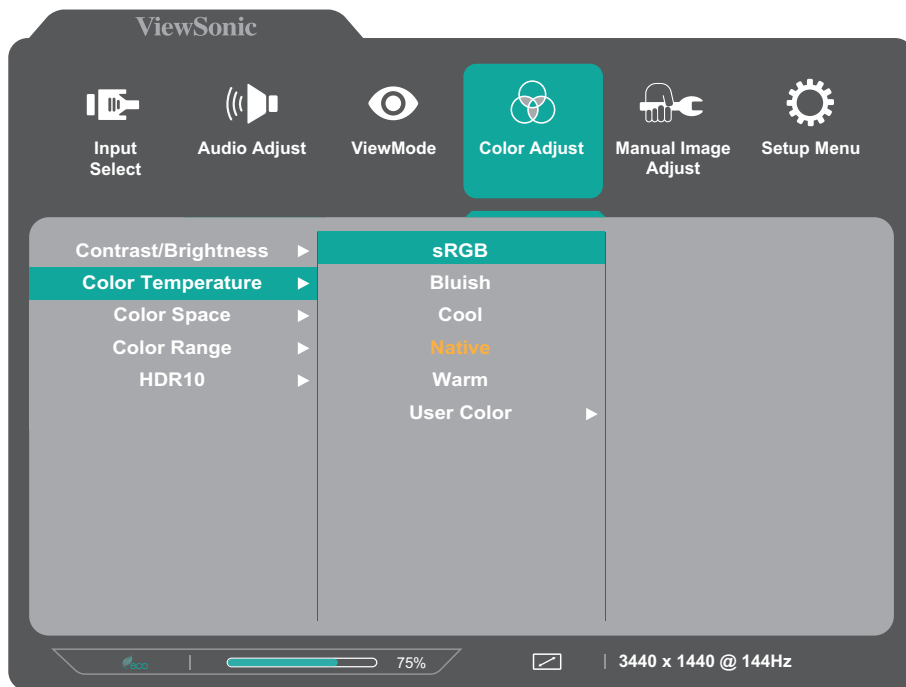 ViewSonic
Input
Select
Audio Adjust
ViewMode
Color Adjust
Manual Image
Adjust
Setup Menu
Contrast/Brightness
Color Temperature
Color Space
Color Range
HDR10
sRGB
Bluish
Cool
Native
Warm
User Color
eco
75%
3440 x 1440 @ 144Hz